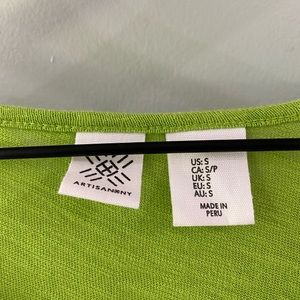 ARTISAN NY
US: S
CA: S/P
UK: S
EU: S
AU: S
MADE IN
PERU